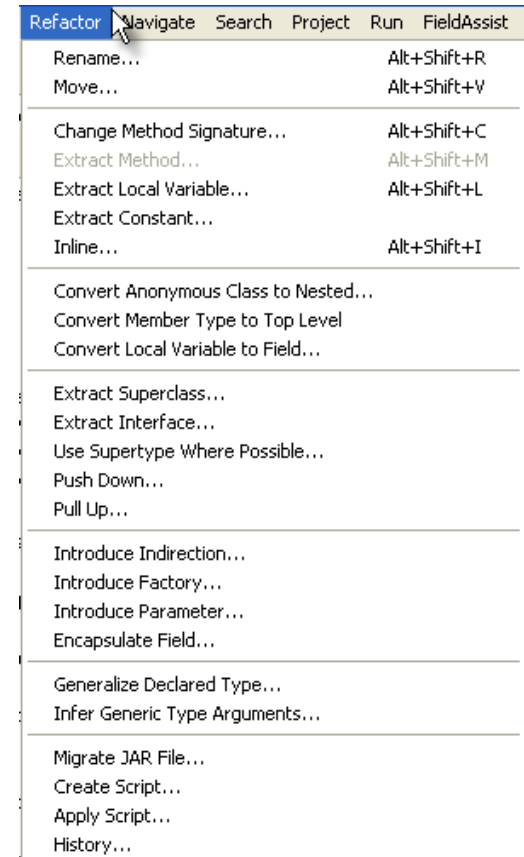 Refactor Navigate Search Project Run FieldAssist
Rename... Alt+Shift+R
Move... Alt+Shift+V
Change Method Signature... Alt+Shift+C
Extract Method... Alt+Shift+M
Extract Local Variable... Alt+Shift+L
Extract Constant...
Inline... Alt+Shift+I
Convert Anonymous Class to Nested...
Convert Member Type to Top Level
Convert Local Variable to Field...
Extract Superclass...
Extract Interface...
Use Supertype Where Possible...
Push Down...
Pull Up...
Introduce Indirection...
Introduce Factory...
Introduce Parameter...
Encapsulate Field...
Generalize Declared Type...
Infer Generic Type Arguments...
Migrate JAR File...
Create Script...
Apply Script...
History...